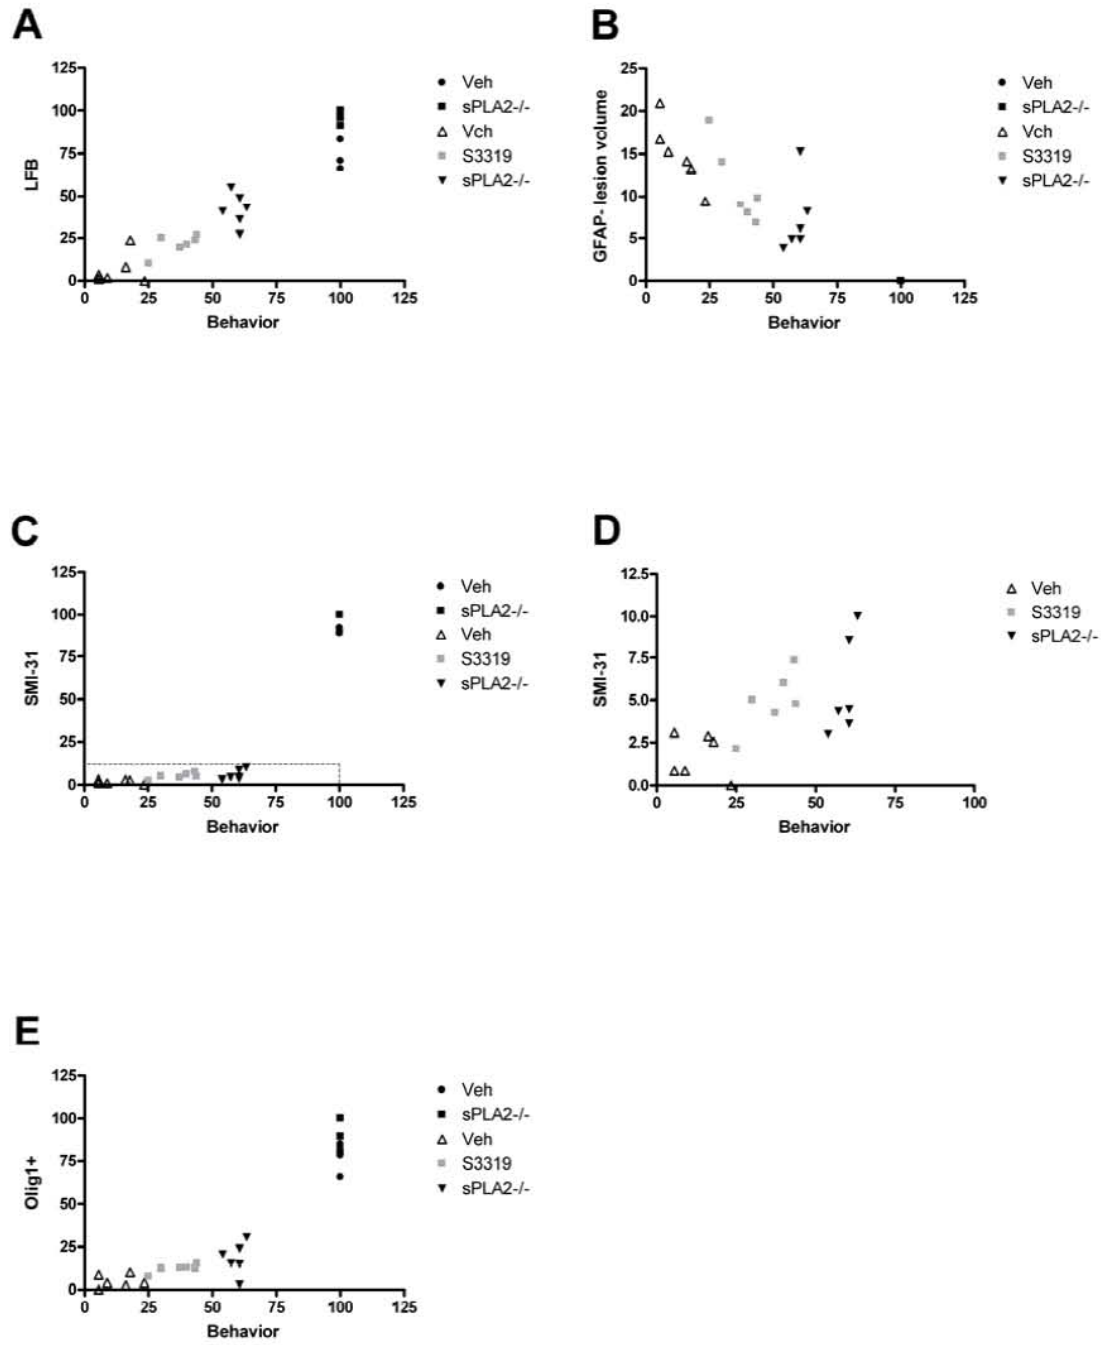 A
B
125
100
75
50
25
0
LFB
0 25 50 75 100 125
Behavior
Veh
sPLA2-/-
Vch
S3319
sPLA2-/-
25
20
15
10
5
0
GFAP- lesion volume
0 25 50 75 100 125
Behavior
Veh
sPLA2-/-
Vch
S3319
sPLA2-/-
C
D
125
100
75
50
25
0
SMI-31
0 25 50 75 100 125
Behavior
Veh
sPLA2-/-
Veh
S3319
sPLA2-/-
12.5
10.0
7.5
5.0
2.5
0.0
SMI-31
0 25 50 75 100
Behavior
Veh
S3319
sPLA2-/-
E
125
100
75
50
25
0
Olig1+
0 25 50 75 100 125
Behavior
Veh
sPLA2-/-
Veh
S3319
sPLA2-/-